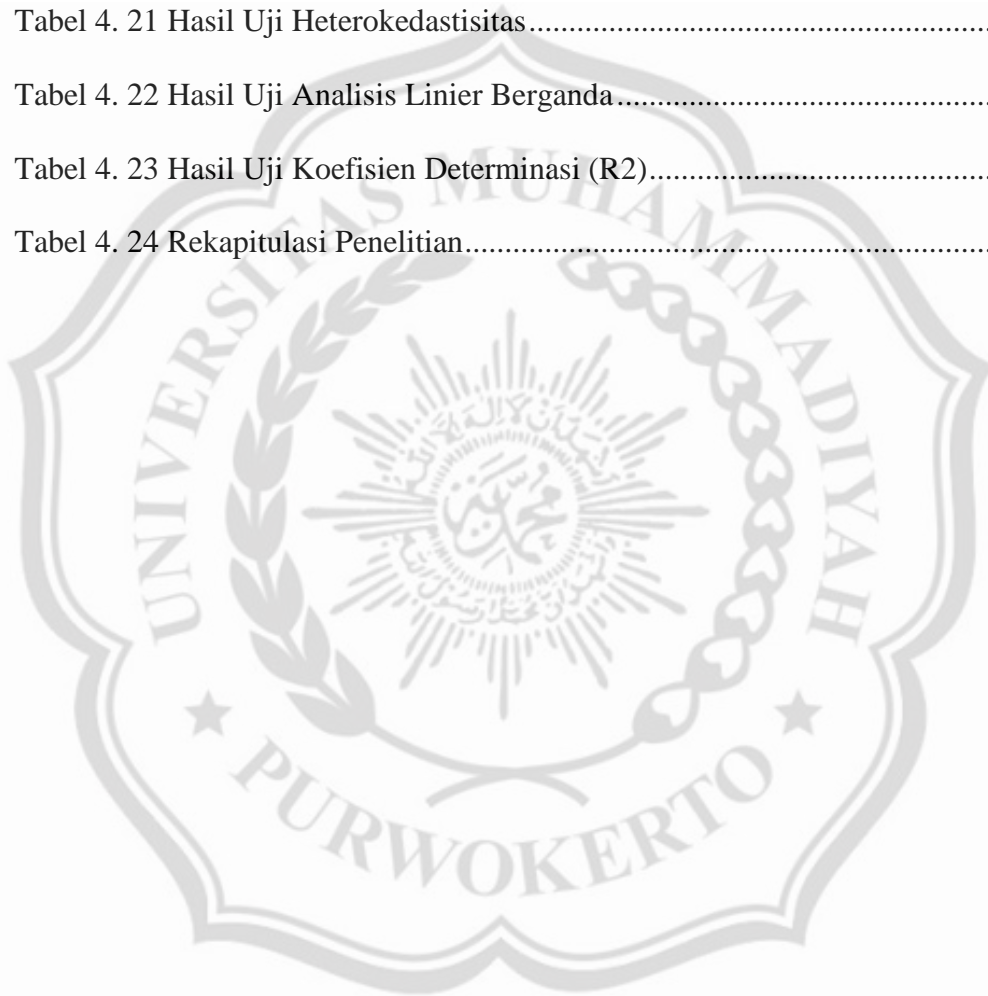 Tabel 4. 21 Hasil Uji Heterokedastisitas........................................................
Tabel 4. 22 Hasil Uji Analisis Linier Berganda.............................................
Tabel 4. 23 Hasil Uji Koefisien Determinasi (R2).........................................
Tabel 4. 24 Rekapitulasi Penelitian................................................................
UNIVERSITAS MUHAMMADIYAH
PURWOKERTO